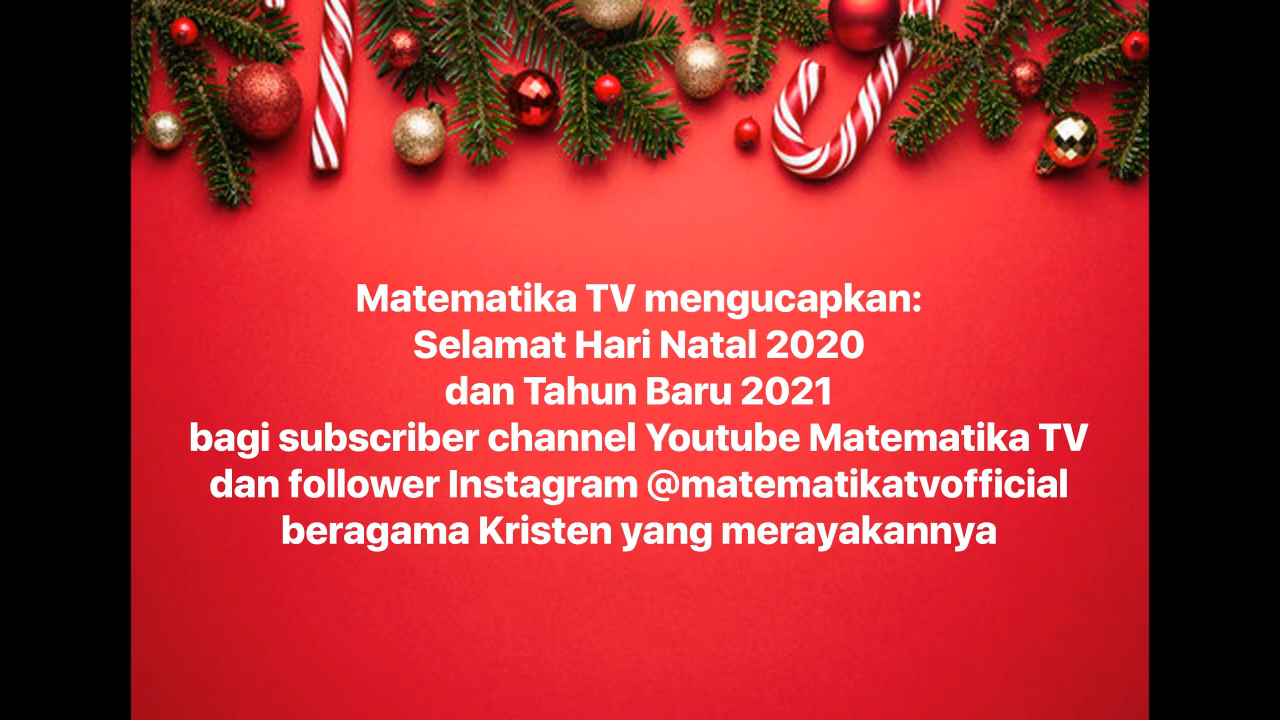 Matematika TV mengucapkan:
Selamat Hari Natal 2020
dan Tahun Baru 2021
bagi subscriber channel Youtube Matematika TV
dan follower Instagram @matematikatvofficial
beragama Kristen yang merayakannya